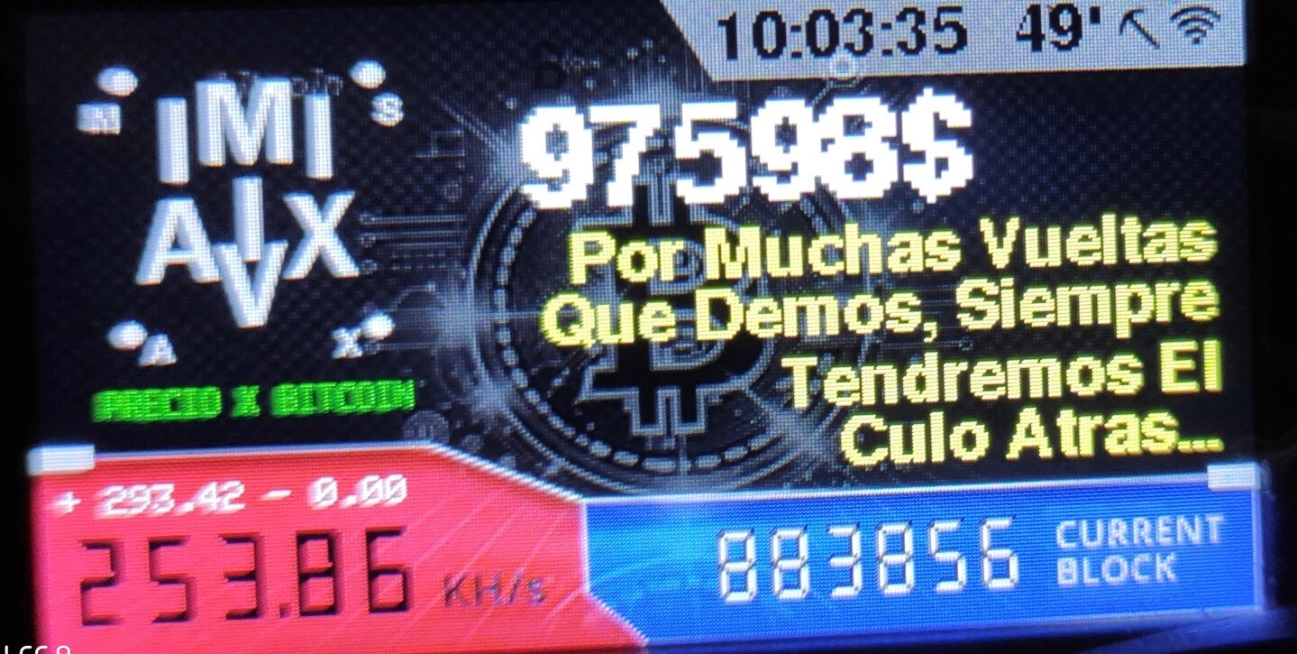 10:03:35 49'
M
S
IMI
97598$
AVX
Por Muchas Vueltas
Que Demos, Siempre
Tendremos El
Culo Atras...
A
X
PRECIO X BITCOIN
+ 293.42 - 0.00
253.86 KH/s
883856 CURRENT
BLOCK